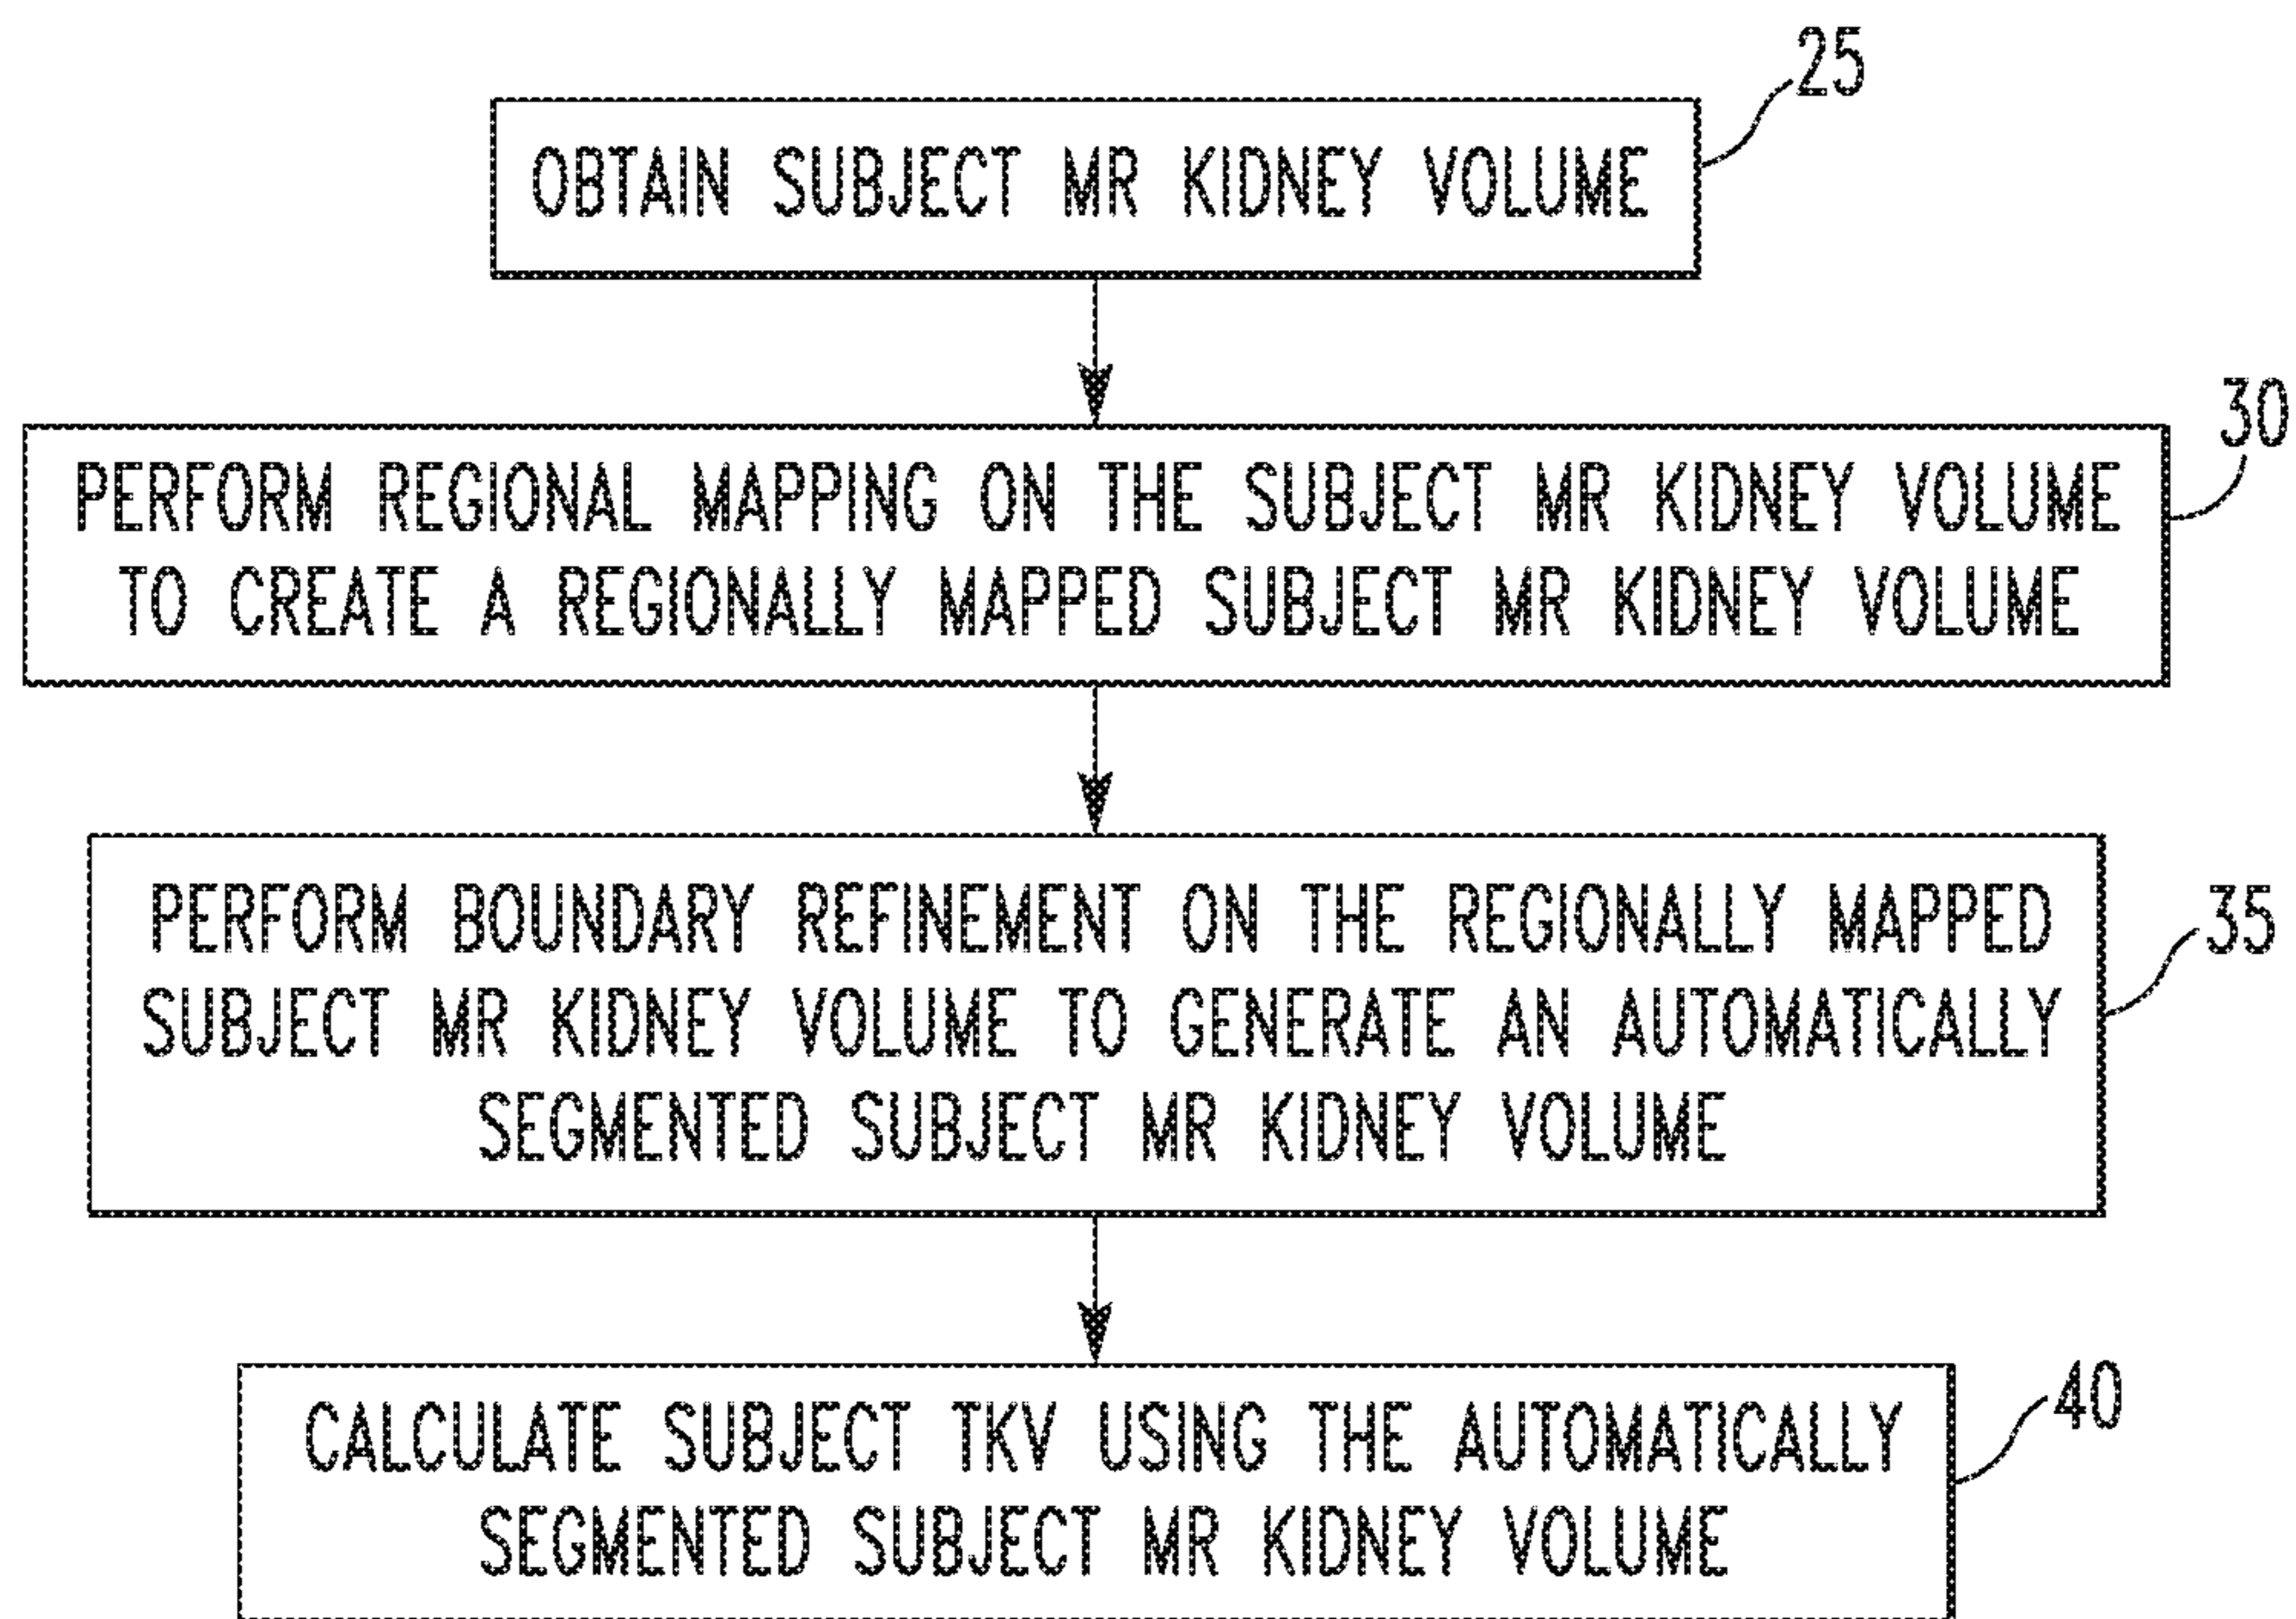 25
OBTAIN SUBJECT MR KIDNEY VOLUME
30
PERFORM REGIONAL MAPPING ON THE SUBJECT MR KIDNEY VOLUME
TO CREATE A REGIONALLY MAPPED SUBJECT MR KIDNEY VOLUME
35
PERFORM BOUNDARY REFINEMENT ON THE REGIONALLY MAPPED
SUBJECT MR KIDNEY VOLUME TO GENERATE AN AUTOMATICALLY
SEGMENTED SUBJECT MR KIDNEY VOLUME
40
CALCULATE SUBJECT TKV USING THE AUTOMATICALLY
SEGMENTED SUBJECT MR KIDNEY VOLUME